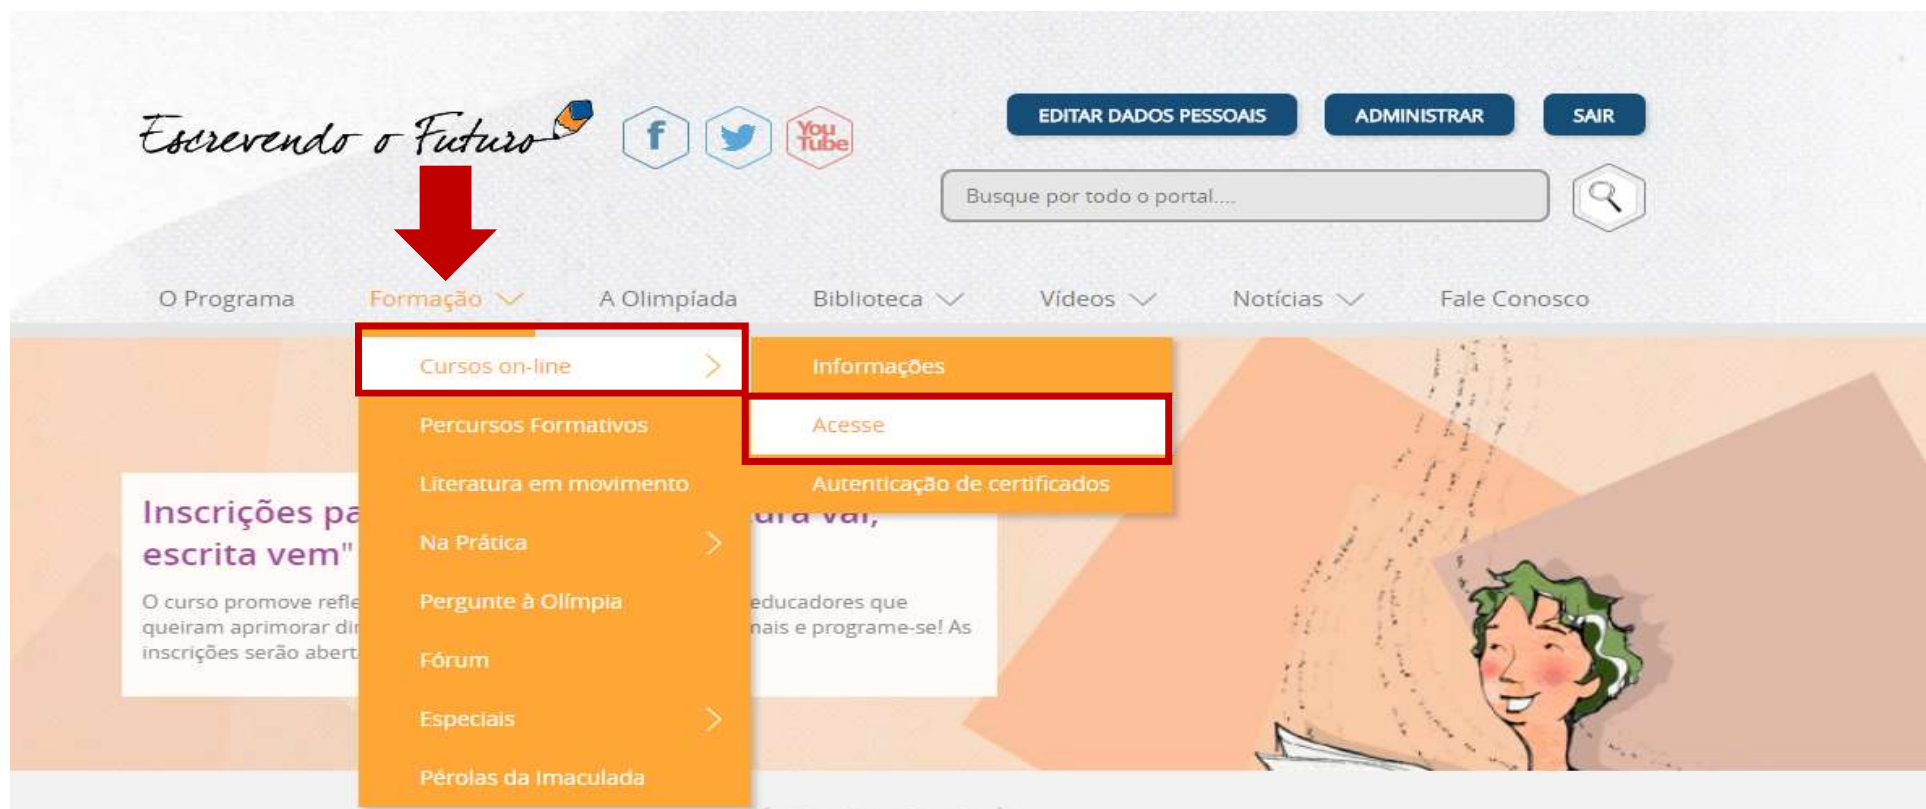 Escrevendo o Futuro
f
You
Tube
EDITAR DADOS PESSOAIS
ADMINISTRAR
SAIR
Busque por todo o portal....
O Programa
Formação
A Olimpíada
Biblioteca
Vídeos
Notícias
Fale Conosco
Cursos on-line
Percursos Formativos
Literatura em movimento
Na Prática
Pergunte à Olímpia
Fórum
Especiais
Pérolas da Imaculada
Informações
Acesse
Autenticação de certificados
Inscrições pa
escrita vem"
O curso promove refle educadores que
queiram aprimorar dir nais e programe-se! As
inscrições serão abert